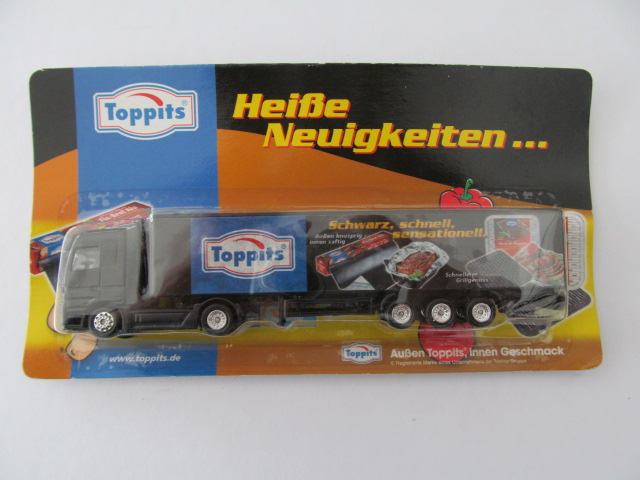 Toppits
Heiße
Neuigkeiten...
Toppits
Schwarz, schnell,
sensationell!
Außen knusprig
innen saftig
Schnellerer
Grillgenuss
www.toppits.de
Toppits
Außen Toppits, Innen Geschmack